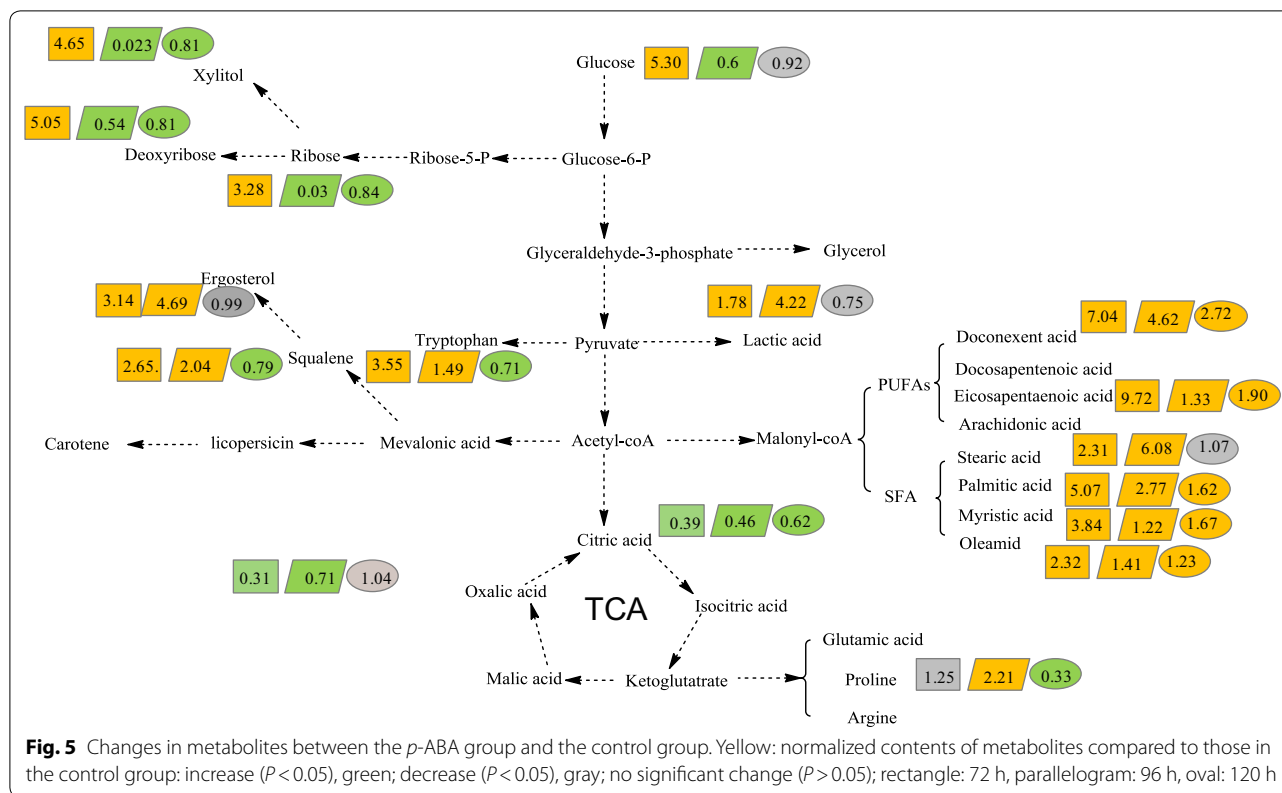 4.65 0.023 0.81
Xylitol
Glucose 5.30 0.6 0.92
5.05 0.54 0.81
Deoxyribose Ribose Ribose-5-P Glucose-6-P
3.28 0.03 0.84
Glyceraldehyde-3-phosphate Glycerol
Ergosterol
3.14 4.69 0.99
1.78 4.22 0.75
Tryptophan Pyruvate Lactic acid
2.65. 2.04 0.79
Squalene
3.55 1.49 0.71
7.04 4.62 2.72
Doconexent acid
Docosapentenoic acid
PUFAs
Eicosapentaenoic acid 9.72 1.33 1.90
Arachidonic acid
Carotene licopersicin Mevalonic acid Acetyl-coA Malonyl-coA
Stearic acid 2.31 6.08 1.07
SFA
Palmitic acid 5.07 2.77 1.62
Myristic acid 3.84 1.22 1.67
Oleamid
2.32 1.41 1.23
Citric acid 0.39 0.46 0.62
0.31 0.71 1.04
Oxalic acid
TCA
Isocitric acid
Glutamic acid
Malic acid Ketoglutatrate
Proline 1.25 2.21 0.33
Argine
Fig. 5 Changes in metabolites between the p-ABA group and the control group. Yellow: normalized contents of metabolites compared to those in
the control group: increase (P < 0.05), green; decrease (P < 0.05), gray; no significant change (P > 0.05); rectangle: 72 h, parallelogram: 96 h, oval: 120 h